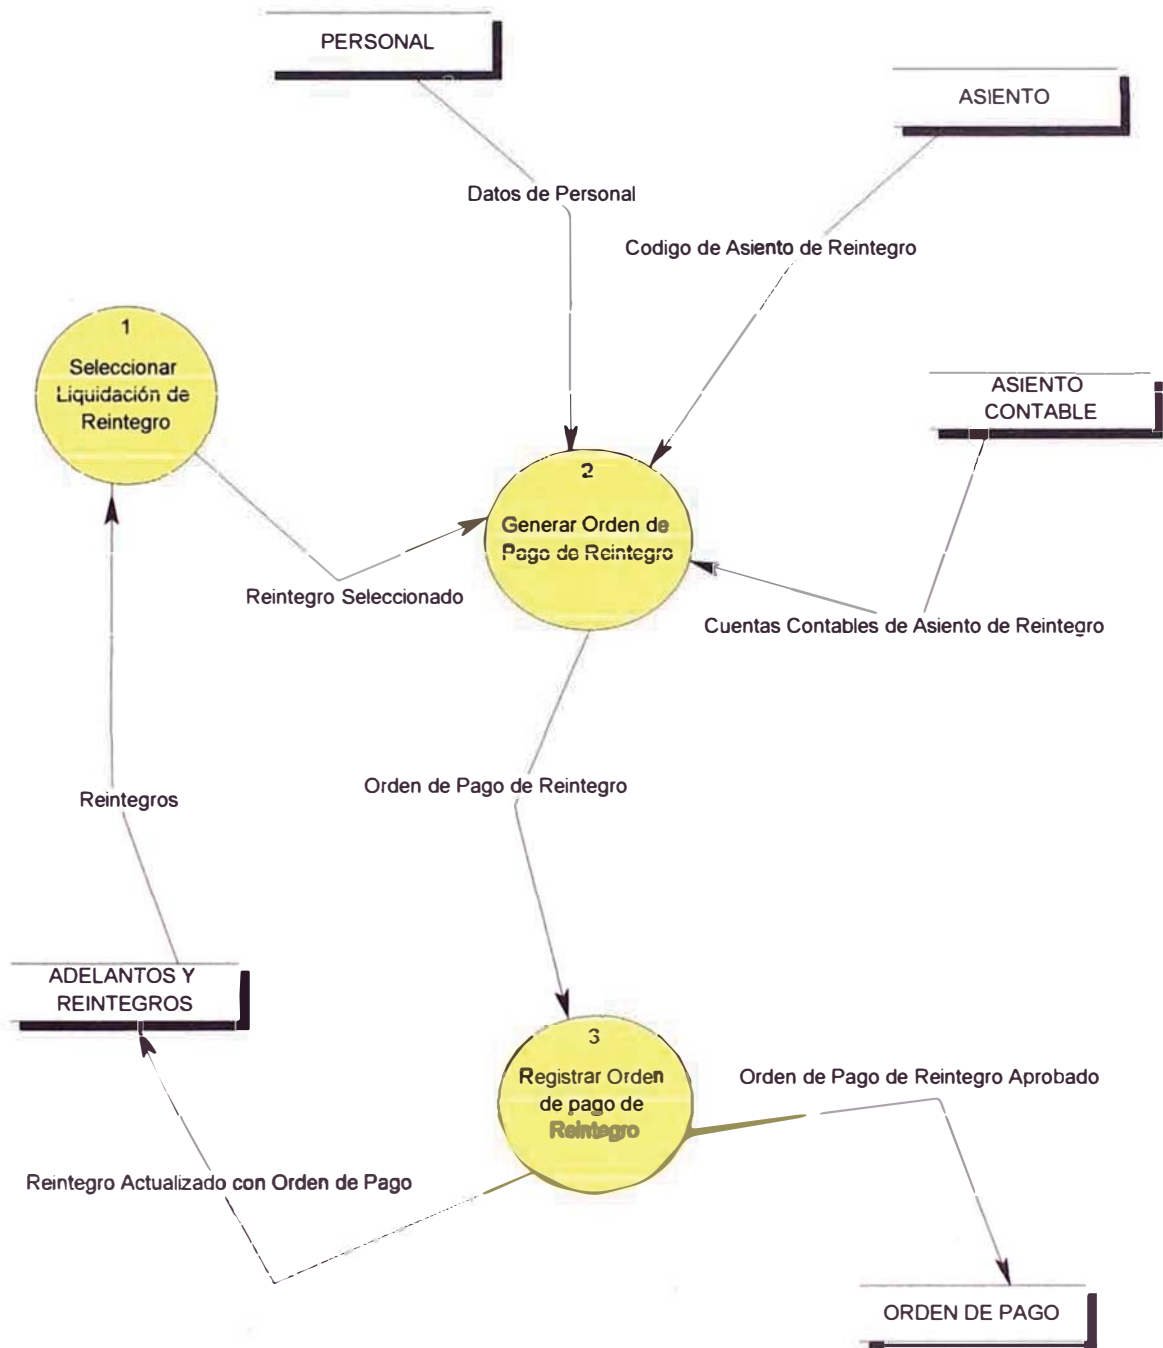 PERSONAL
ASIENTO
Datos de Personal
Codigo de Asiento de Reintegro
1
Seleccionar
Liquidación de
Reintegro
ASIENTO
CONTABLE
2
Generar Orden de
Pago de Reintegro
Reintegro Seleccionado
Cuentas Contables de Asiento de Reintegro
Orden de Pago de Reintegro
Reintegros
ADELANTOS Y
REINTEGROS
3
Registrar Orden
de pago de
Reintegro
Orden de Pago de Reintegro Aprobado
Reintegro Actualizado con Orden de Pago
ORDEN DE PAGO